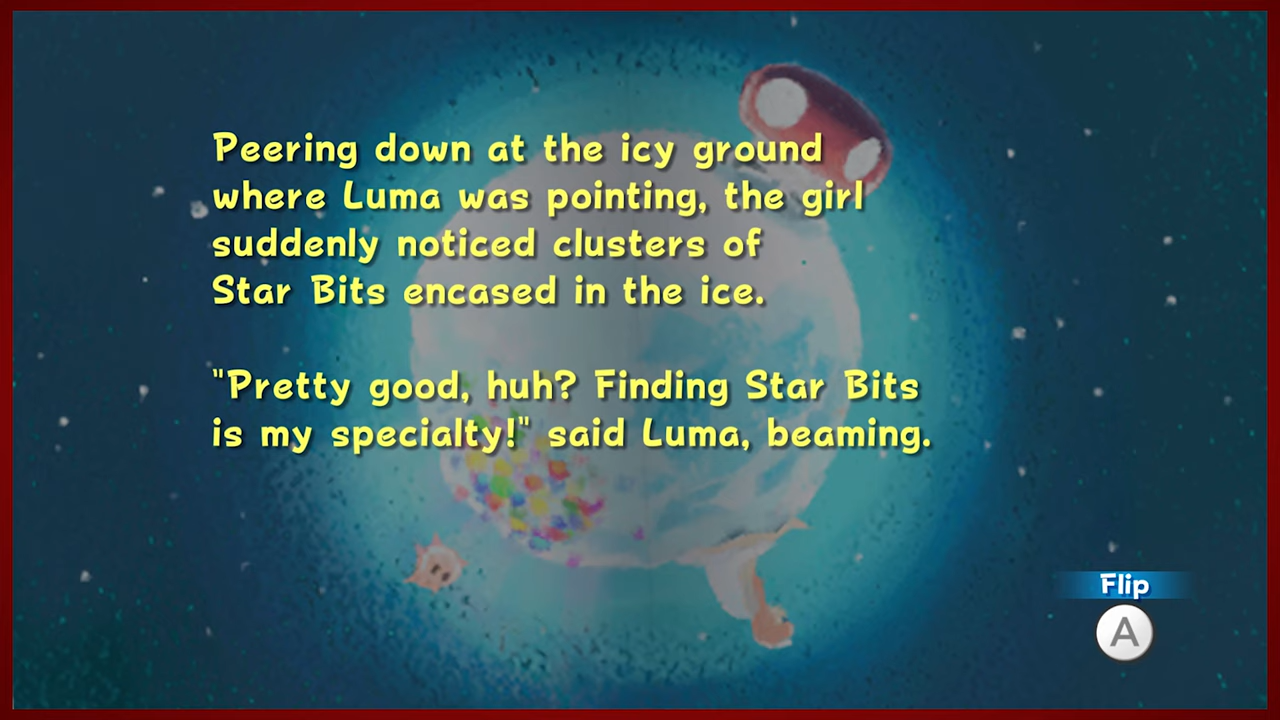 Peering down at the icy ground
where Luma was pointing, the girl
suddenly noticed clusters of
Star Bits encased in the ice.
"Pretty good, huh? Finding Star Bits
is my specialty!" said Luma, beaming.
Flip
A